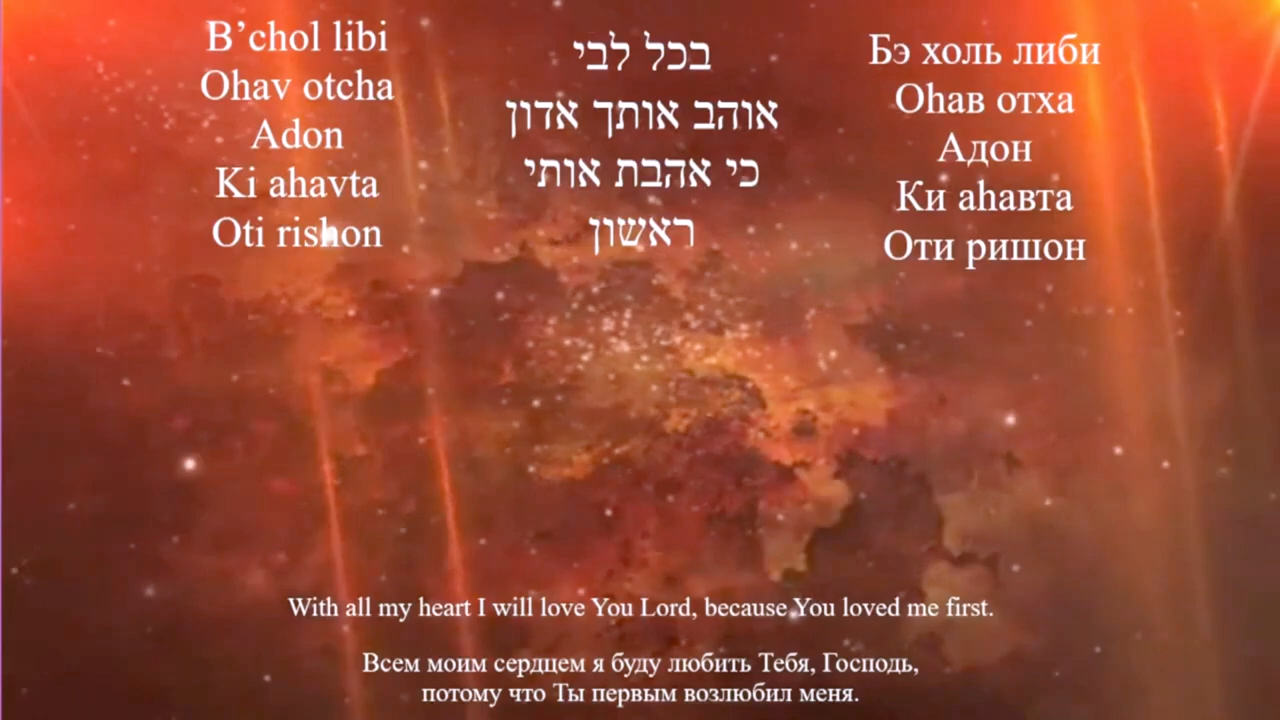 B’chol libi
Ohav otcha
Adon
Ki ahavta
Oti rishon
בכל לבי
אוהב אותך אדון
כי אהבת אותי
ראשון
Бэ холь либи
Оhав отха
Адон
Ки аhавта
Оти ришон
With all my heart I will love You Lord, because You loved me first.
Всем моим сердцем я буду любить Тебя, Господь,
потому что Ты первым возлюбил меня.